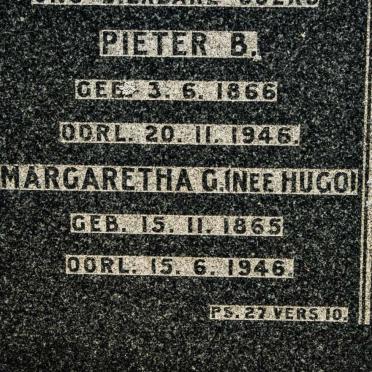 PIETER B.
GEB. 3. 6. 1866
OORL. 20. 11. 1946.
MARGARETHA G. (NEE HUGO)
GEB. 15. 11. 1865
OORL. 15. 6. 1946.
PS. 27 VERS 10.